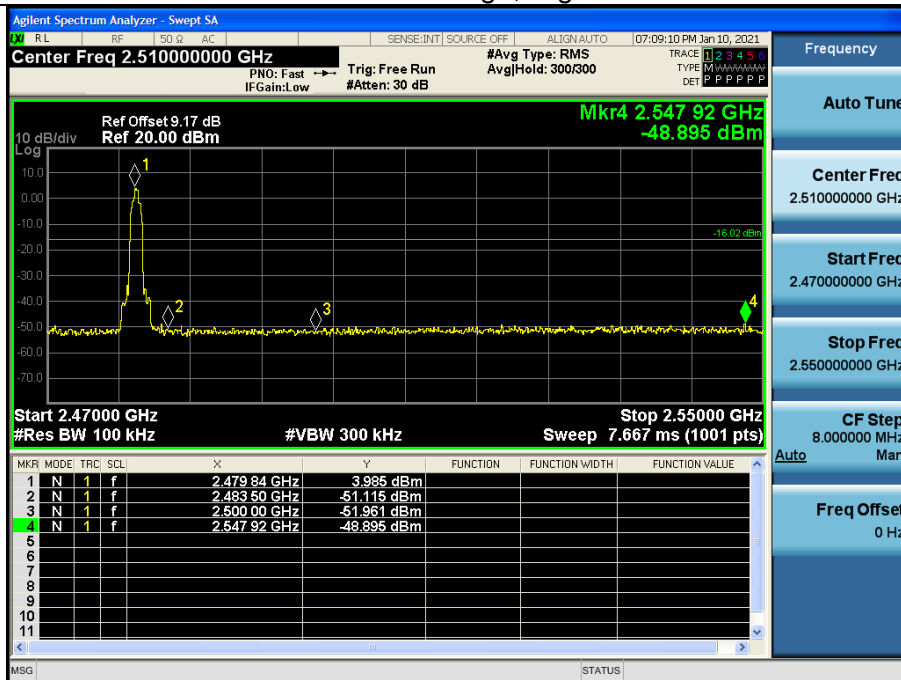 Agilent Spectrum Analyzer - Swept SA
LXI RL RF 50 Ω AC SENSE:INT SOURCE OFF ALIGN AUTO 07:09:10 PM Jan 10, 2021
Center Freq 2.510000000 GHz
PNO: Fast
IFGain:Low
Trig: Free Run
#Atten: 30 dB
#Avg Type: RMS
Avg|Hold: 300/300
TRACE 1 2 3 4 5 6
TYPE M WWWWW
DET P P P P P P
Mkr4 2.547 92 GHz
-48.895 dBm
Ref Offset 9.17 dB
10 dB/div Ref 20.00 dBm
Log
10.0
0.00
-10.0
-20.0
-30.0
-40.0
-50.0
-60.0
-70.0
1
2
3
4
-16.02 dBm
Start 2.47000 GHz Stop 2.55000 GHz
#Res BW 100 kHz #VBW 300 kHz Sweep 7.667 ms (1001 pts)
MKR MODE TRC SCL X Y FUNCTION FUNCTION WIDTH FUNCTION VALUE
1 N 1 f 2.479 84 GHz 3.985 dBm
2 N 1 f 2.483 50 GHz -51.115 dBm
3 N 1 f 2.500 00 GHz -51.961 dBm
4 N 1 f 2.547 92 GHz -48.895 dBm
5
6
7
8
9
10
11
MSG STATUS
Frequency
Auto Tune
Center Freq
2.510000000 GHz
Start Freq
2.470000000 GHz
Stop Freq
2.550000000 GHz
CF Step
8.000000 MHz
Auto Man
Freq Offset
0 Hz